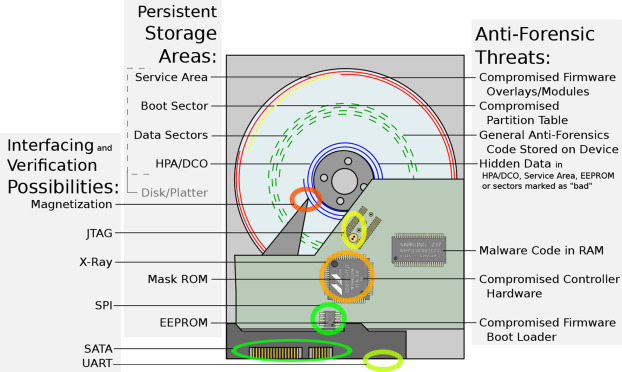 Persistent
Storage
Areas:
Service Area
Boot Sector
Data Sectors
HPA/DCO
Disk/Platter
Mask ROM
EEPROM
Interfacing and
Verification
Possibilities:
Magnetization
JTAG
X-Ray
SPI
SATA
UART
Anti-Forensic
Threats:
Compromised Firmware
Overlays/Modules
Compromised
Partition Table
General Anti-Forensics
Code Stored on Device
Hidden Data in
HPA/DCO, Service Area, EEPROM
or sectors marked as "bad"
Malware Code in RAM
Compromised Controller
Hardware
Compromised Firmware
Boot Loader
SAMSUNG